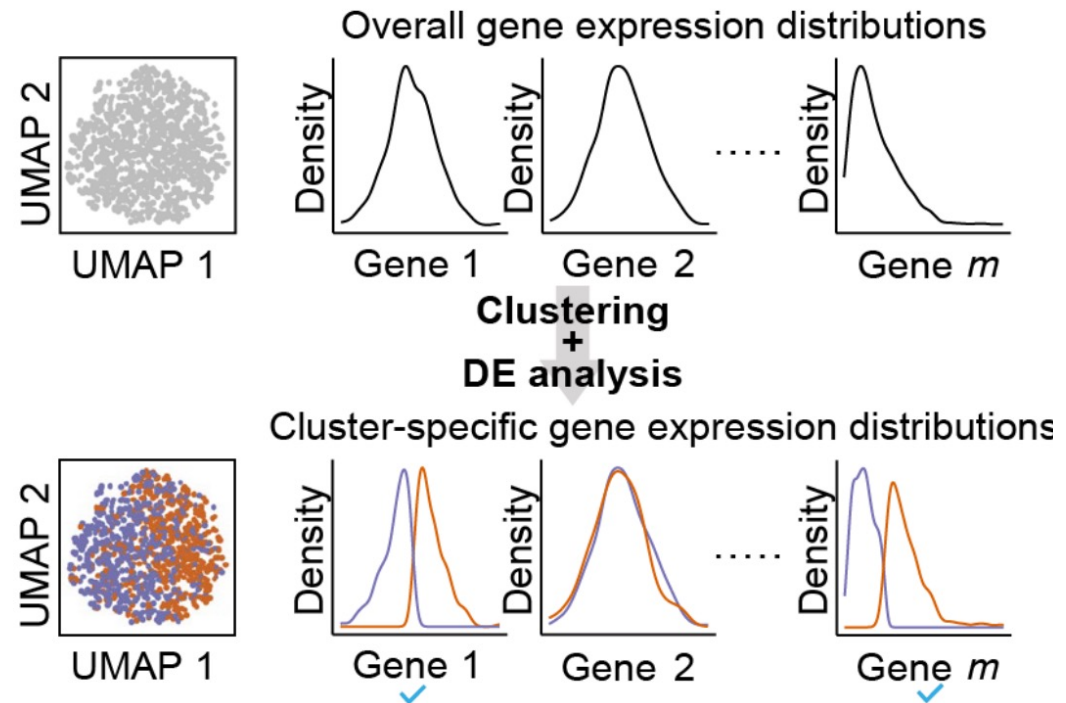 Overall gene expression distributions
UMAP 2
UMAP 1
Density
Gene 1
Density
Gene 2
.....
Density
Gene m
Clustering
+
DE analysis
Cluster-specific gene expression distributions
UMAP 2
UMAP 1
Density
Gene 1
Density
Gene 2
.....
Density
Gene m